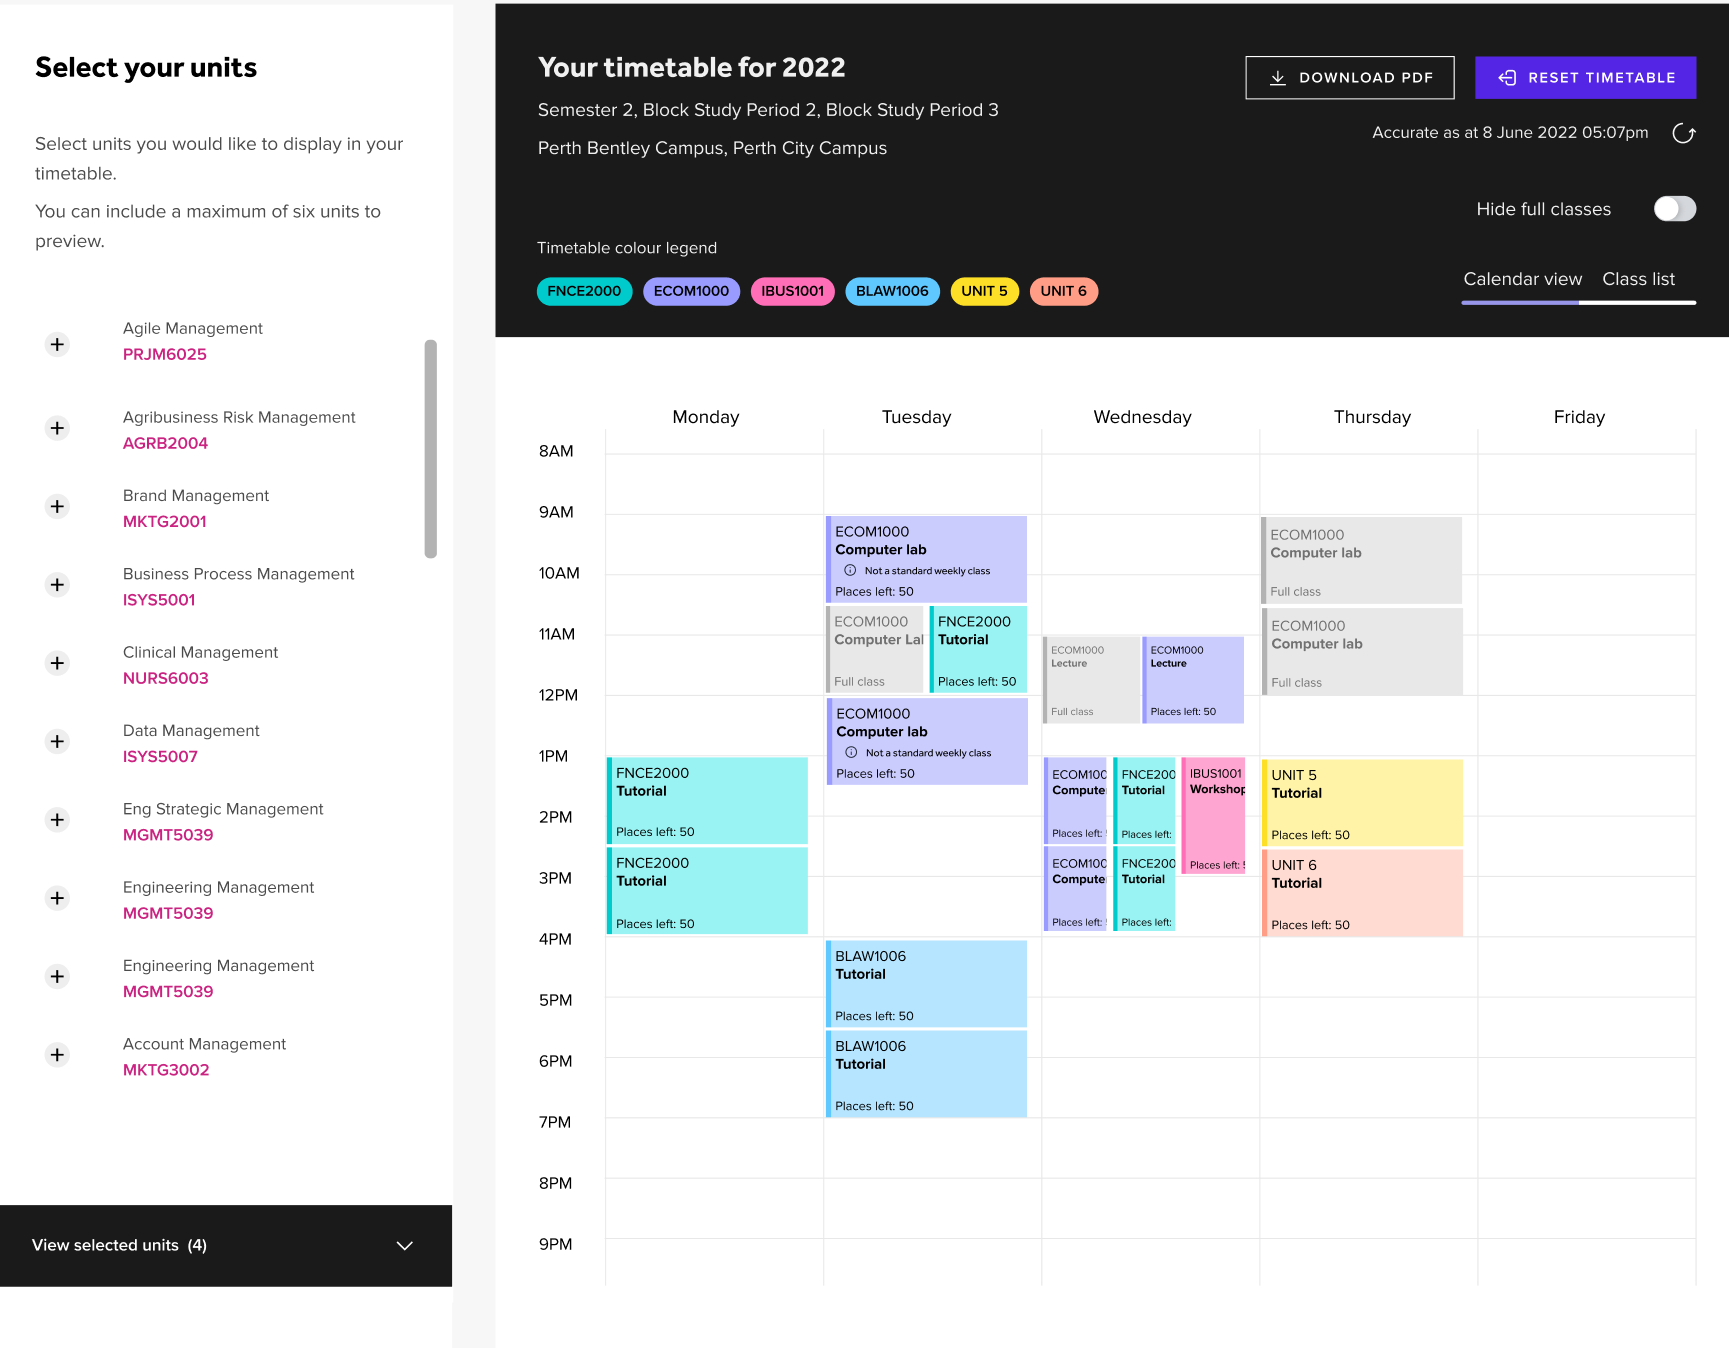 Select your units
Select units you would like to display in your
timetable.
You can include a maximum of six units to
preview.
Agile Management
PRJM6025
Agribusiness Risk Management
AGRB2004
Brand Management
MKTG2001
Business Process Management
ISYS5001
Clinical Management
NURS6003
Data Management
ISYS5007
Eng Strategic Management
MGMT5039
Engineering Management
MGMT5039
Engineering Management
MGMT5039
Account Management
MKTG3002
View selected units (4)
Your timetable for 2022
Semester 2, Block Study Period 2, Block Study Period 3
Perth Bentley Campus, Perth City Campus
DOWNLOAD PDF
RESET TIMETABLE
Accurate as at 8 June 2022 05:07pm
Hide full classes
Timetable colour legend
FNCE2000 ECOM1000 IBUS1001 BLAW1006 UNIT 5 UNIT 6
Calendar view Class list
Monday Tuesday Wednesday Thursday Friday
8AM
9AM
10AM
11AM
12PM
1PM
2PM
3PM
4PM
5PM
6PM
7PM
8PM
9PM
FNCE2000
Tutorial
Places left: 50
FNCE2000
Tutorial
Places left: 50
ECOM1000
Computer lab
Not a standard weekly class
Places left: 50
ECOM1000
Computer Lal
Full class
FNCE2000
Tutorial
Places left: 50
ECOM1000
Computer lab
Not a standard weekly class
Places left: 50
BLAW1006
Tutorial
Places left: 50
BLAW1006
Tutorial
Places left: 50
ECOM1000
Lecture
Full class
ECOM1000
Lecture
Places left: 50
ECOM100
Compute
Places left:
FNCE200
Tutorial
Places left:
IBUS1001
Workshop
Places left:
ECOM100
Compute
Places left:
FNCE200
Tutorial
Places left:
ECOM1000
Computer lab
Full class
ECOM1000
Computer lab
Full class
UNIT 5
Tutorial
Places left: 50
UNIT 6
Tutorial
Places left: 50